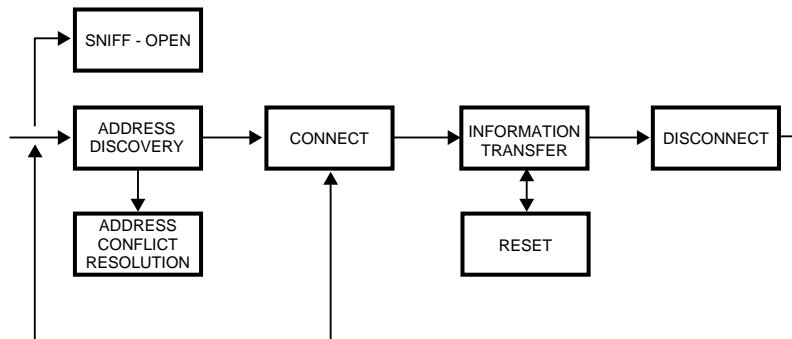 SNIFF - OPEN
ADDRESS
DISCOVERY
CONNECT
INFORMATION
TRANSFER
DISCONNECT
ADDRESS
CONFLICT
RESOLUTION
RESET